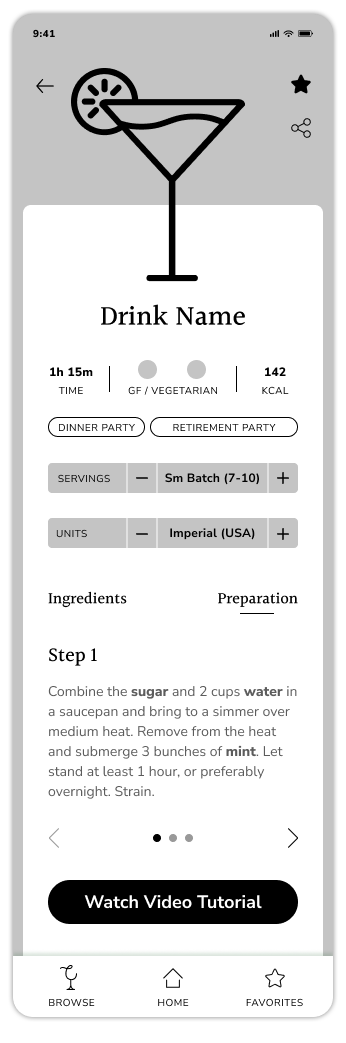 9:41
Drink Name
1h 15m
142
TIME
GF / VEGETARIAN
KCAL
DINNER PARTY
RETIREMENT PARTY
SERVINGS
Sm Batch (7-10)
UNITS
Imperial (USA)
Ingredients
Preparation
Step 1
Combine the sugar and 2 cups water in
a saucepan and bring to a simmer over
medium heat. Remove from the heat
and submerge 3 bunches of mint. Let
stand at least 1 hour, or preferably
overnight. Strain.
Watch Video Tutorial
BROWSE
HOME
FAVORITES